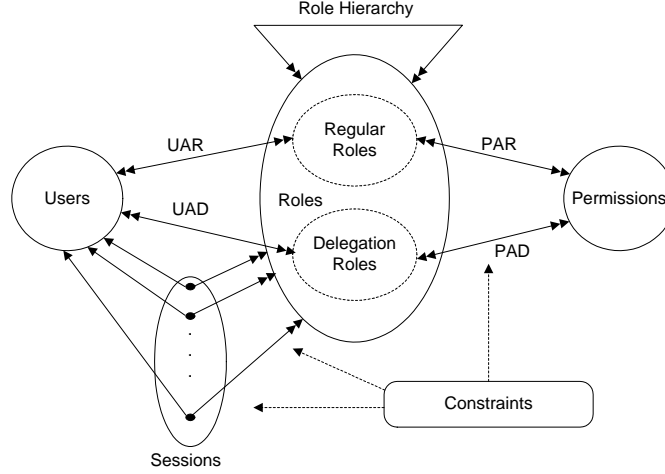 Role Hierarchy
Regular
Roles
UAR
PAR
Users
Roles
Permissions
UAD
Delegation
Roles
PAD
Constraints
Sessions